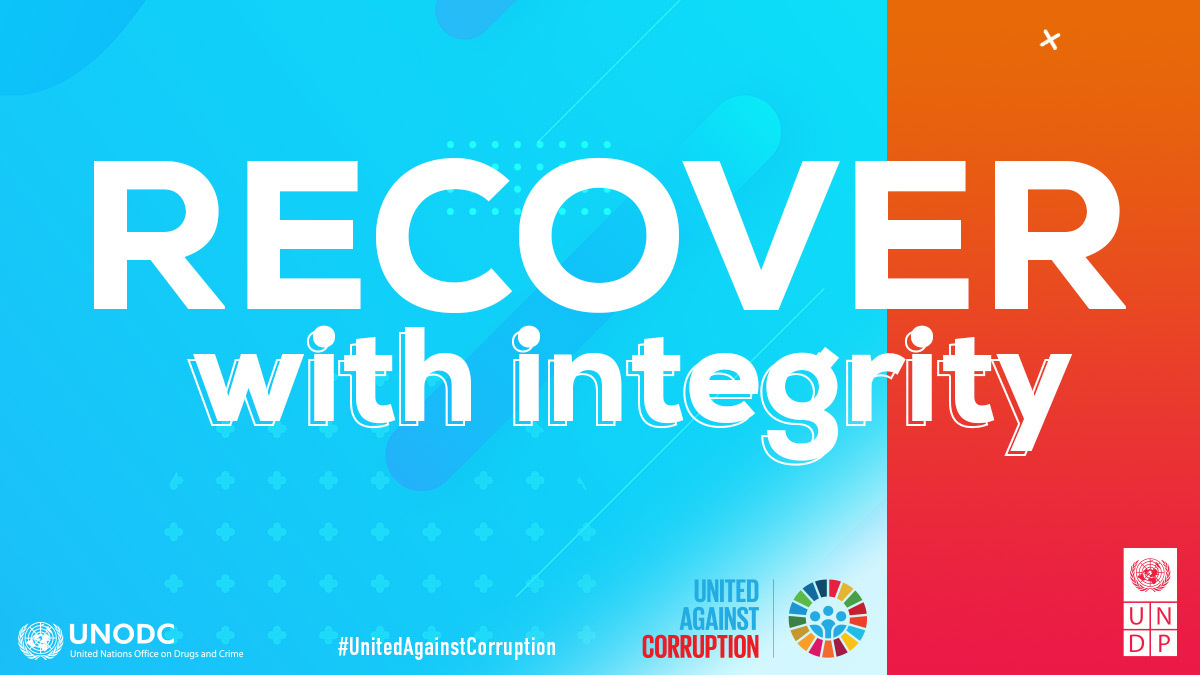 RECOVER
with integrity
UNODC
United Nations Office on Drugs and Crime
#UnitedAgainstCorruption
UNITED
AGAINST
CORRUPTION
U N
D P